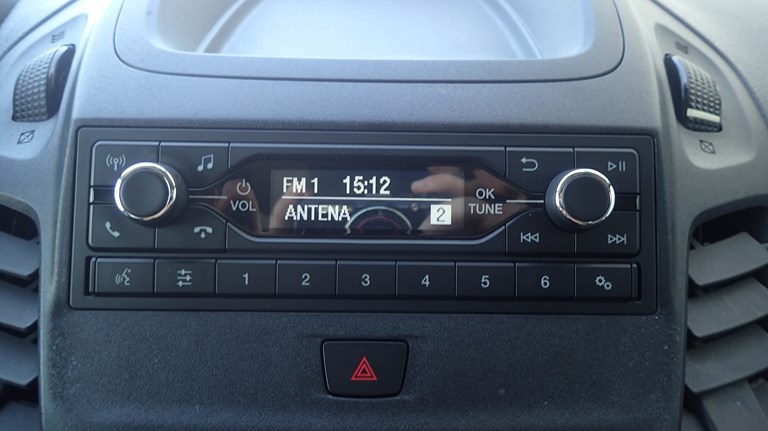 FM 1 15:12
ANTENA 2
VOL
OK
TUNE
1 2 3 4 5 6